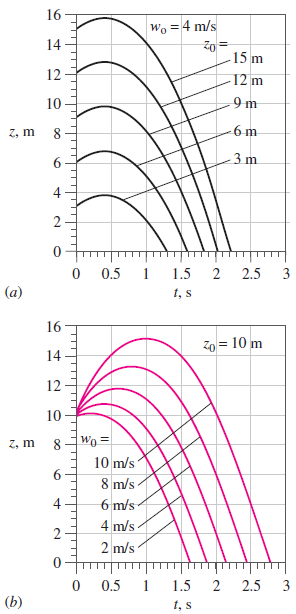 16
14
12
10
8
6
4
2
0
z, m
w₀ = 4 m/s
z₀ =
15 m
12 m
9 m
6 m
3 m
0 0.5 1 1.5 2 2.5 3
t, s
(a)
16
14
12
10
8
6
4
2
0
z, m
z₀ = 10 m
w₀ =
10 m/s
8 m/s
6 m/s
4 m/s
2 m/s
0 0.5 1 1.5 2 2.5 3
t, s
(b)